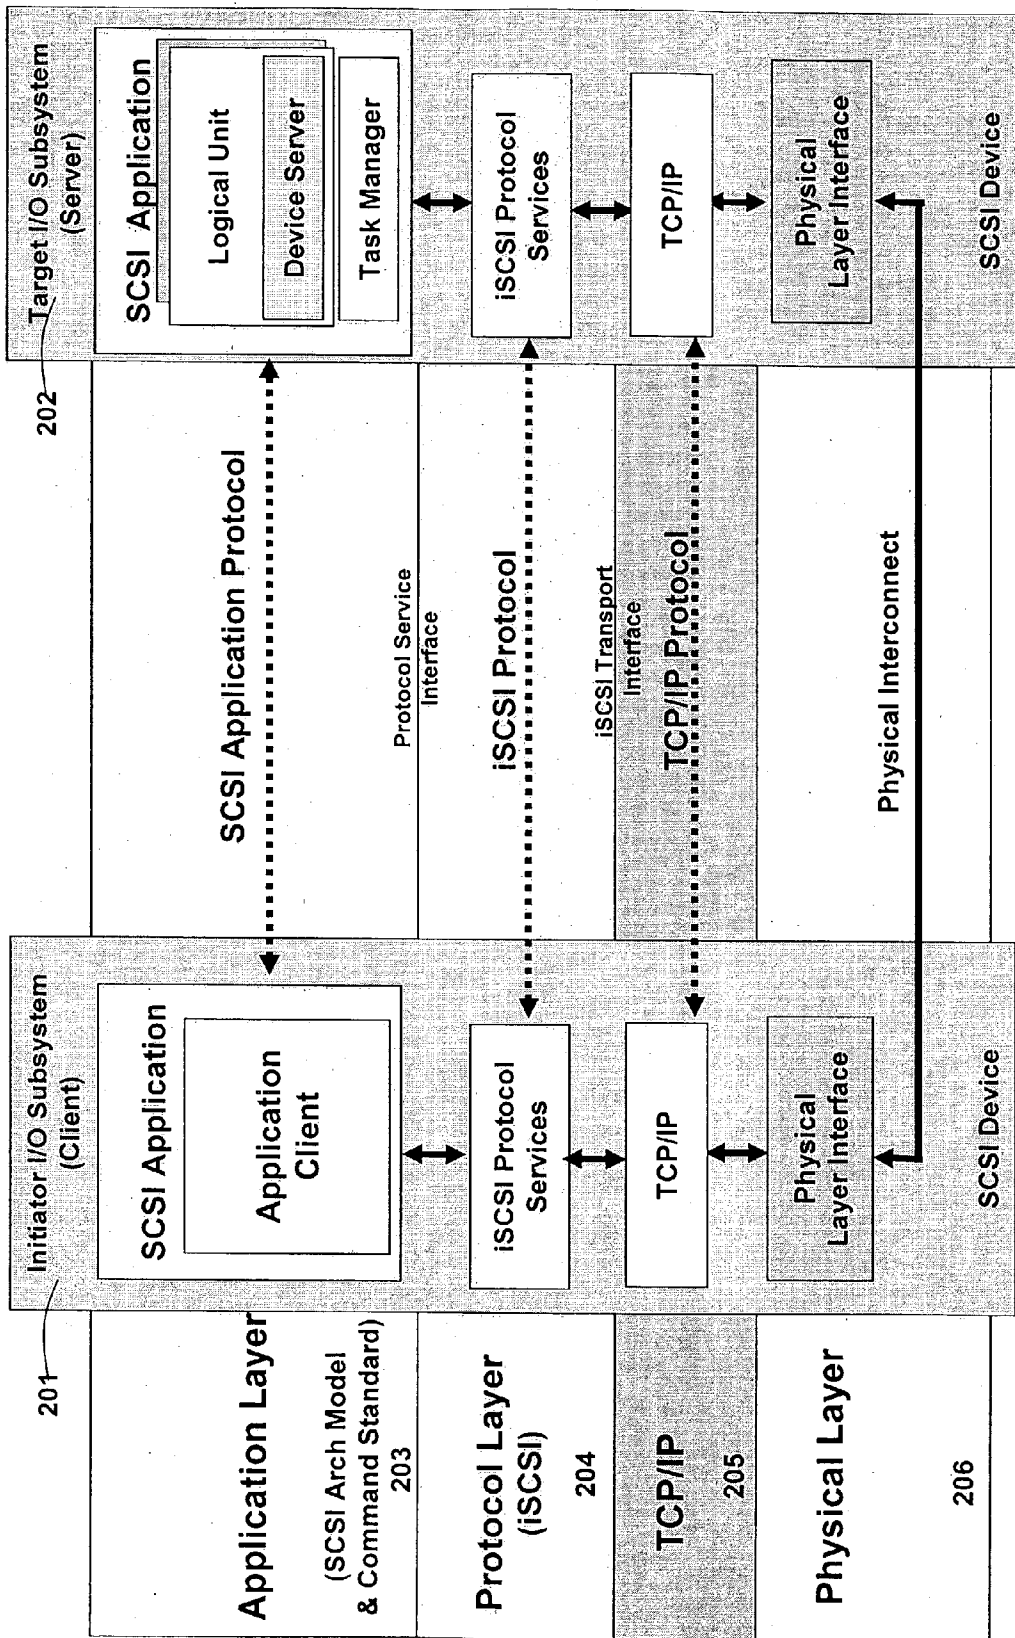 Initiator I/O Subsystem
(Client)
Target I/O Subsystem
(Server)
201
202
Application Layer
(SCSI Arch Model
& Command Standard)
203
SCSI Application
Application
Client
SCSI Application Protocol
SCSI Application
Logical Unit
Device Server
Task Manager
Protocol Service
Interface
Protocol Layer
(iSCSI)
204
iSCSI Protocol
Services
iSCSI Protocol
iSCSI Protocol
Services
iSCSI Transport
Interface
TCP/IP
205
TCP/IP
TCP/IP Protocol
TCP/IP
Physical Layer
206
Physical
Layer Interface
Physical Interconnect
Physical
Layer Interface
SCSI Device
SCSI Device